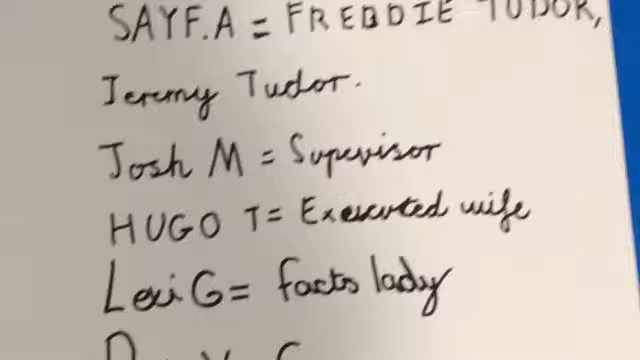 SAYF.A = FREDDIE TUDOR,
Jeremy Tudor.
Josh M = Supervisor
HUGO T = Executed wife
Lexi G = facts lady